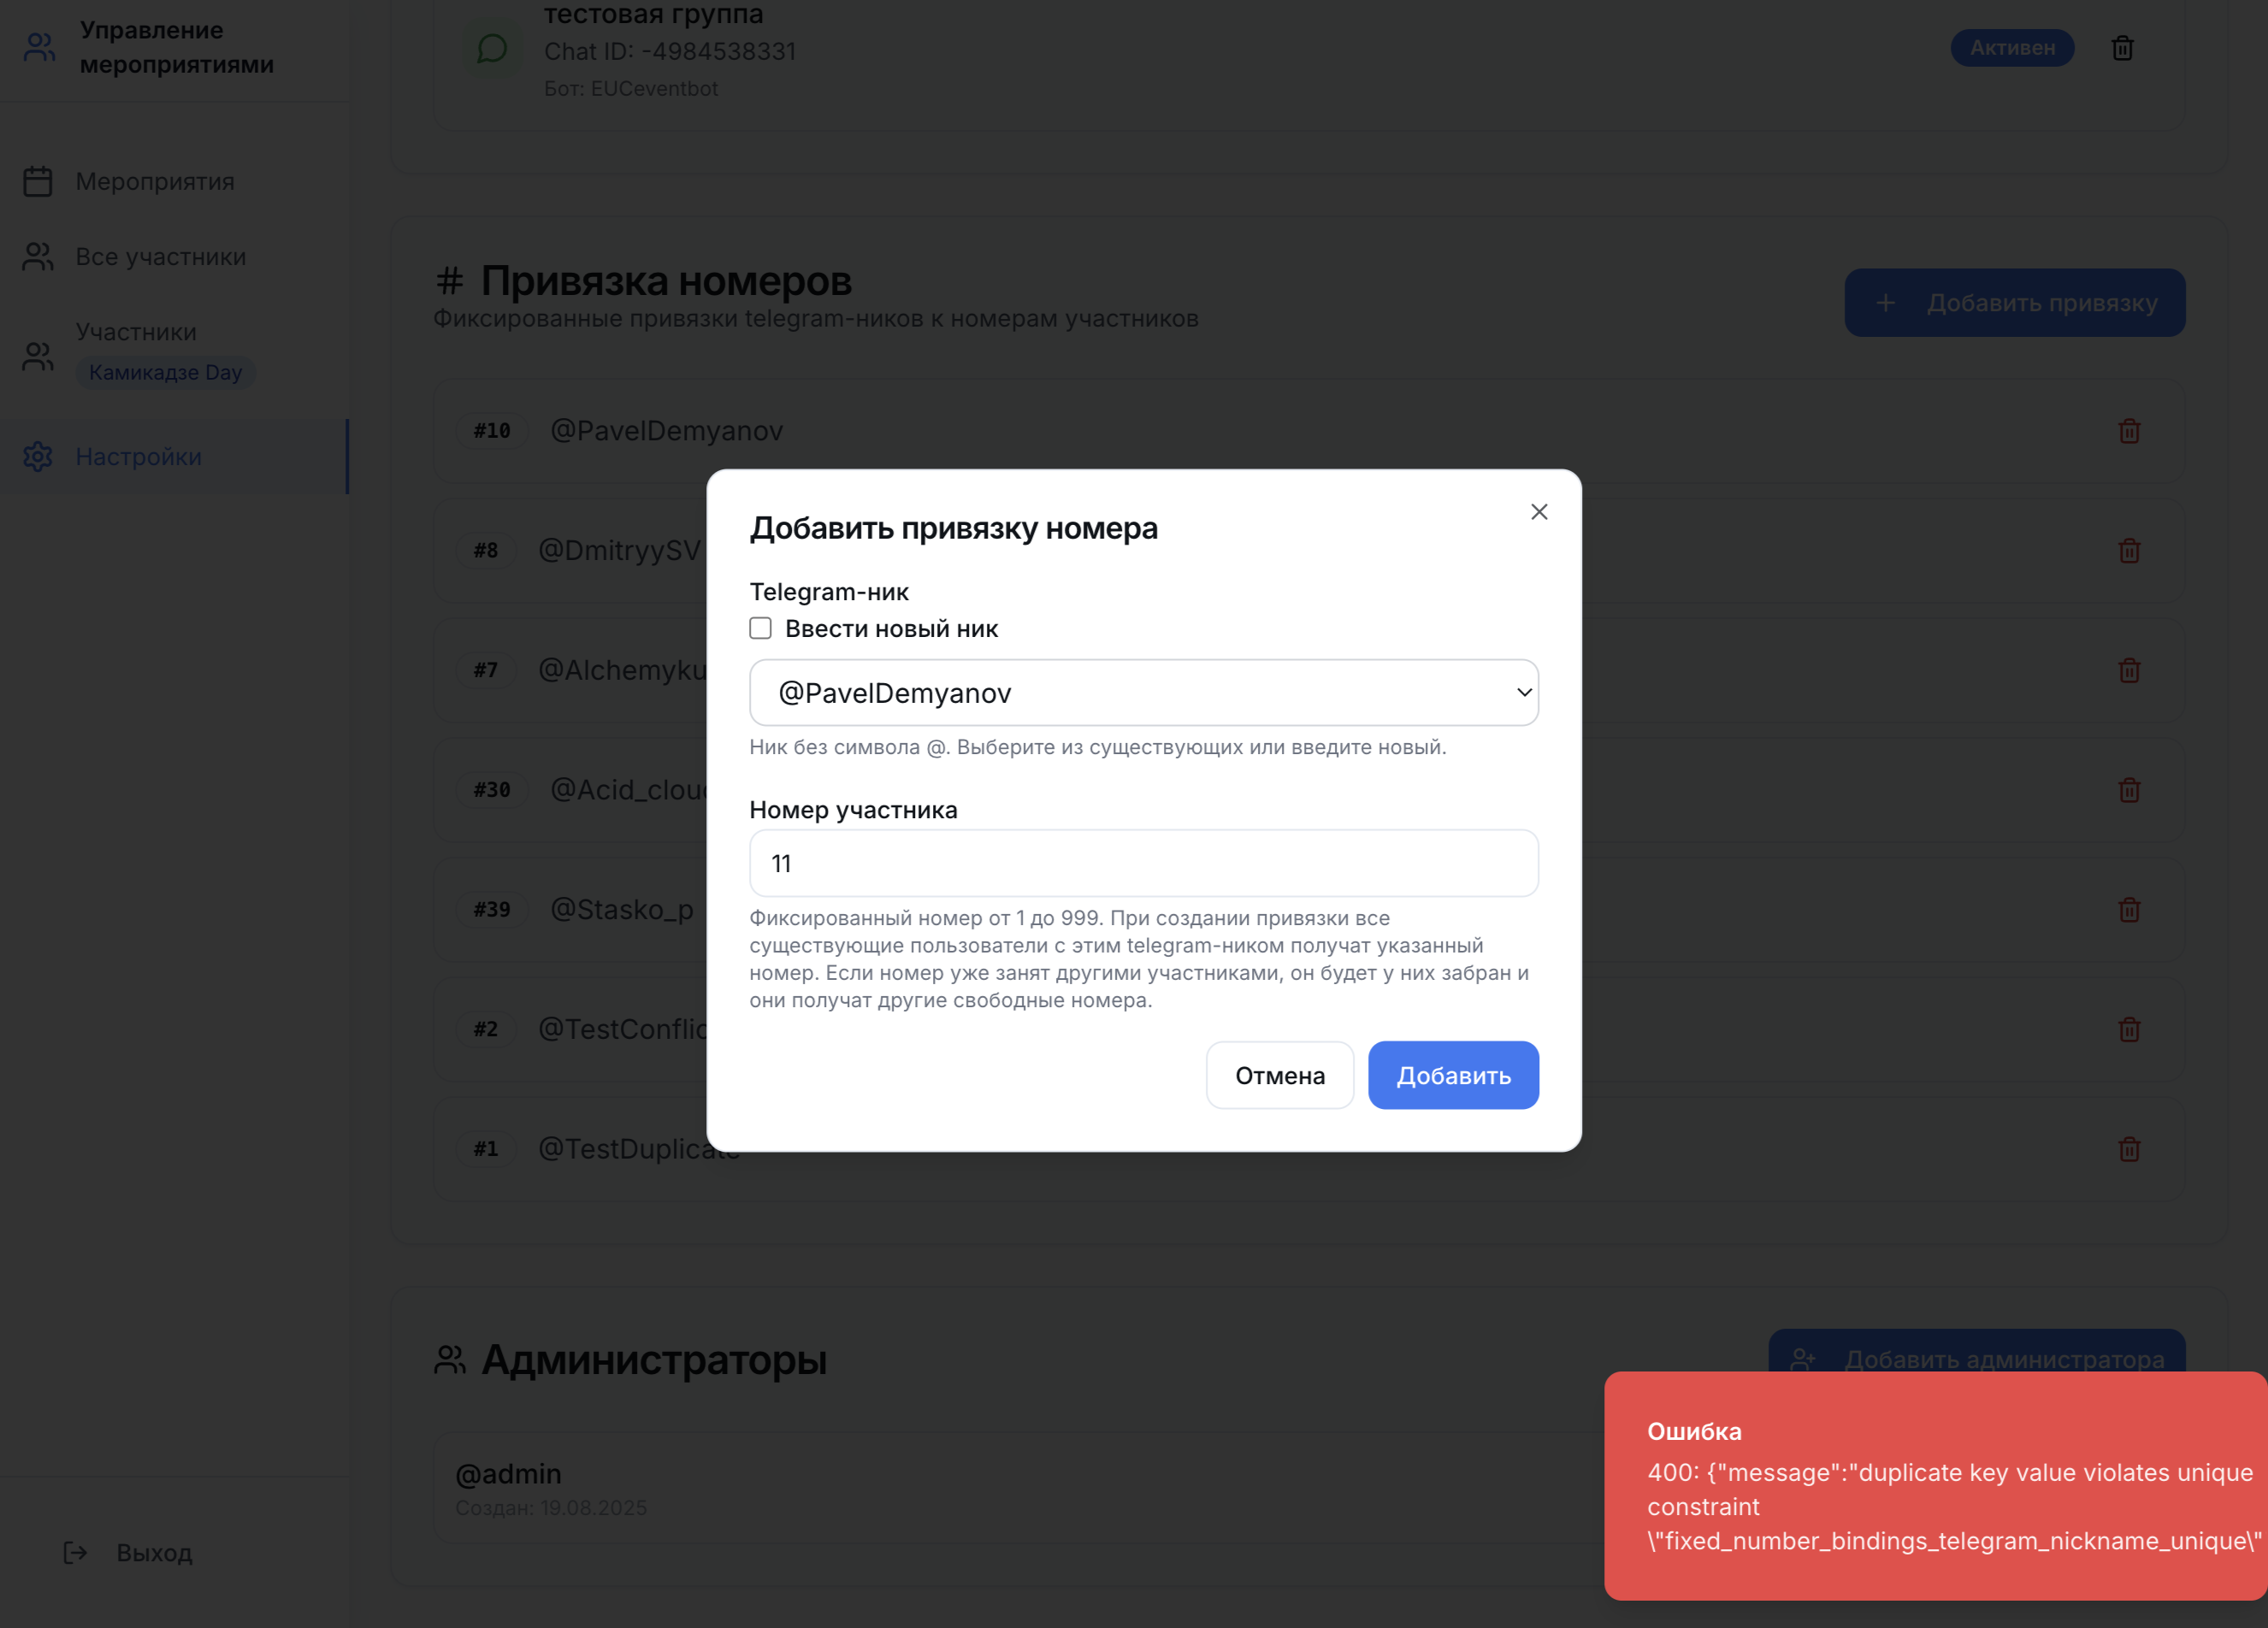 Управление
мероприятиями
Мероприятия
Все участники
Участники
Камикадзе Day
Настройки
Выход
тестовая группа
Chat ID: -4984538331
Бот: EUCeventbot
Активен
# Привязка номеров
Фиксированные привязки telegram-ников к номерам участников
+ Добавить привязку
#10 @PavelDemyanov
#8 @DmitryySV
#7 @Alchemyku
#30 @Acid_clou
#39 @Stasko_p
#2 @TestConflic
#1 @TestDuplicate
Добавить привязку номера
Telegram-ник
Ввести новый ник
@PavelDemyanov
Ник без символа @. Выберите из существующих или введите новый.
Номер участника
11
Фиксированный номер от 1 до 999. При создании привязки все
существующие пользователи с этим telegram-ником получат указанный
номер. Если номер уже занят другими участниками, он будет у них забран и
они получат другие свободные номера.
Отмена
Добавить
Администраторы
Добавить администратора
@admin
Создан: 19.08.2025
Ошибка
400: {"message":"duplicate key value violates unique
constraint
\"fixed_number_bindings_telegram_nickname_unique\"